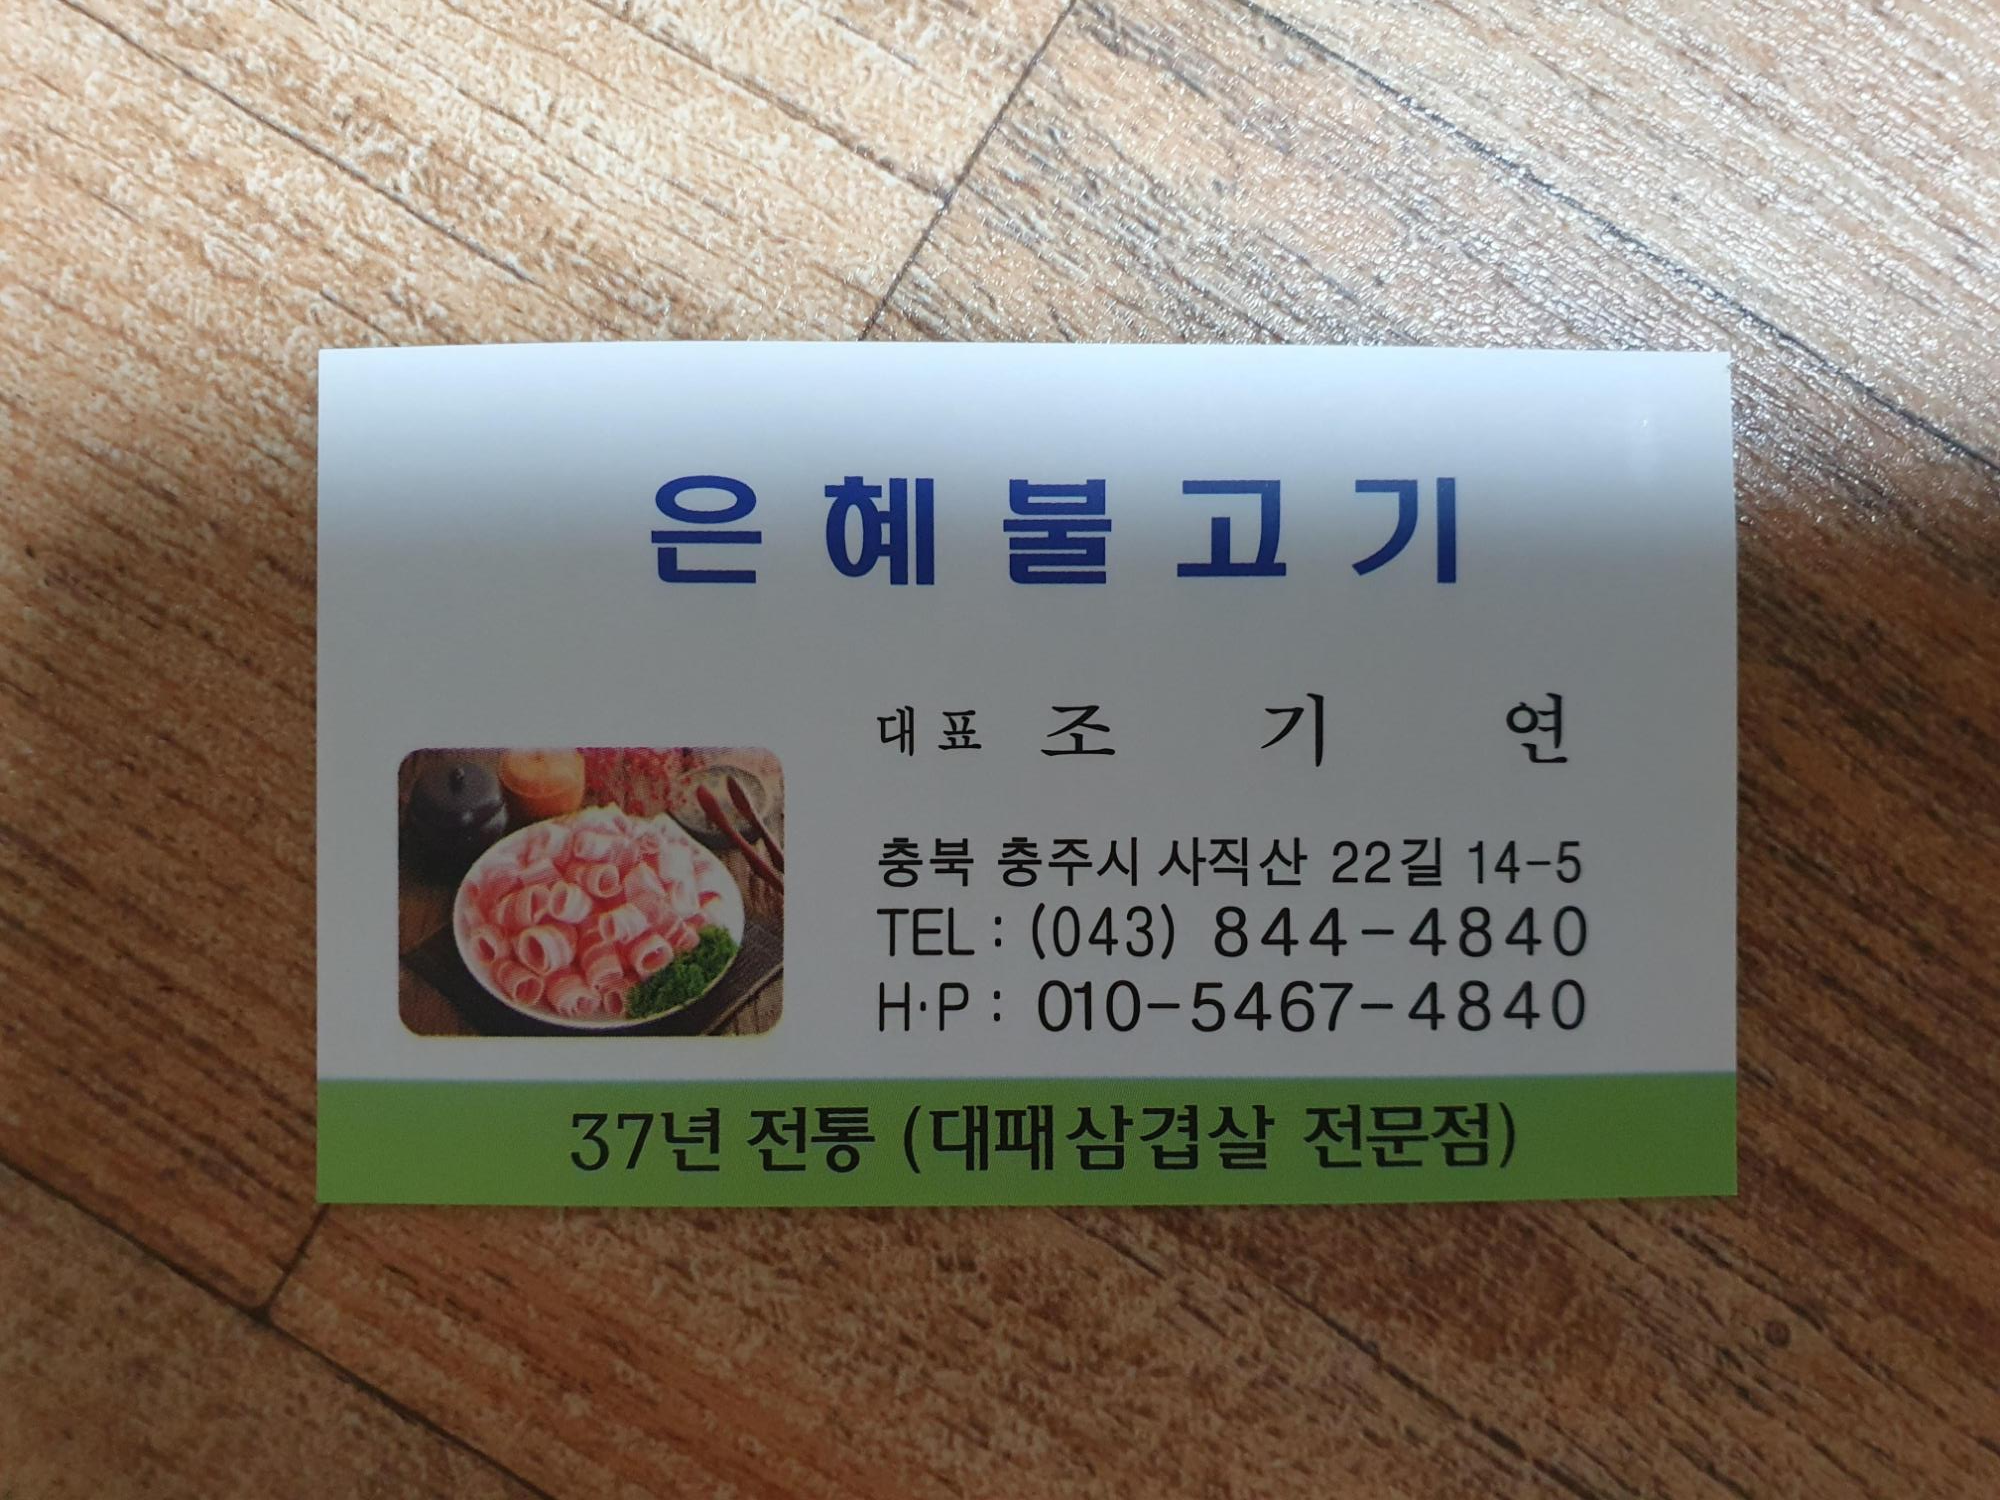 은혜불고기
대표 조기연
충북 충주시 사직산 22길 14-5
TEL : (043) 844-4840
H·P : 010-5467-4840
37년 전통 (대패삼겹살 전문점)